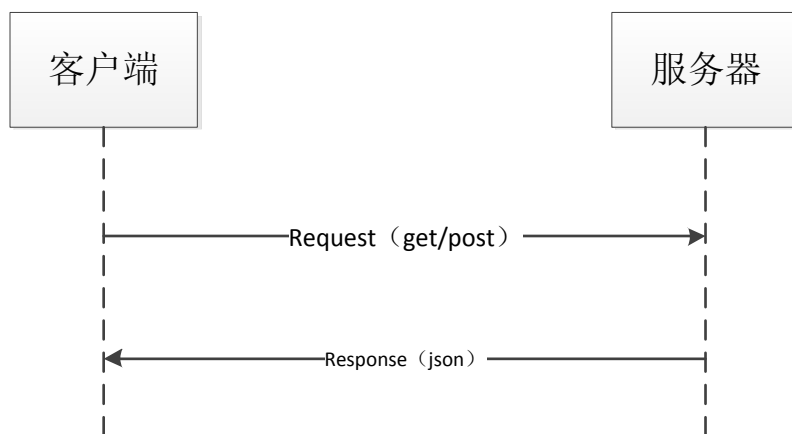 客户端
服务器
Request（get/post）
Response（json）